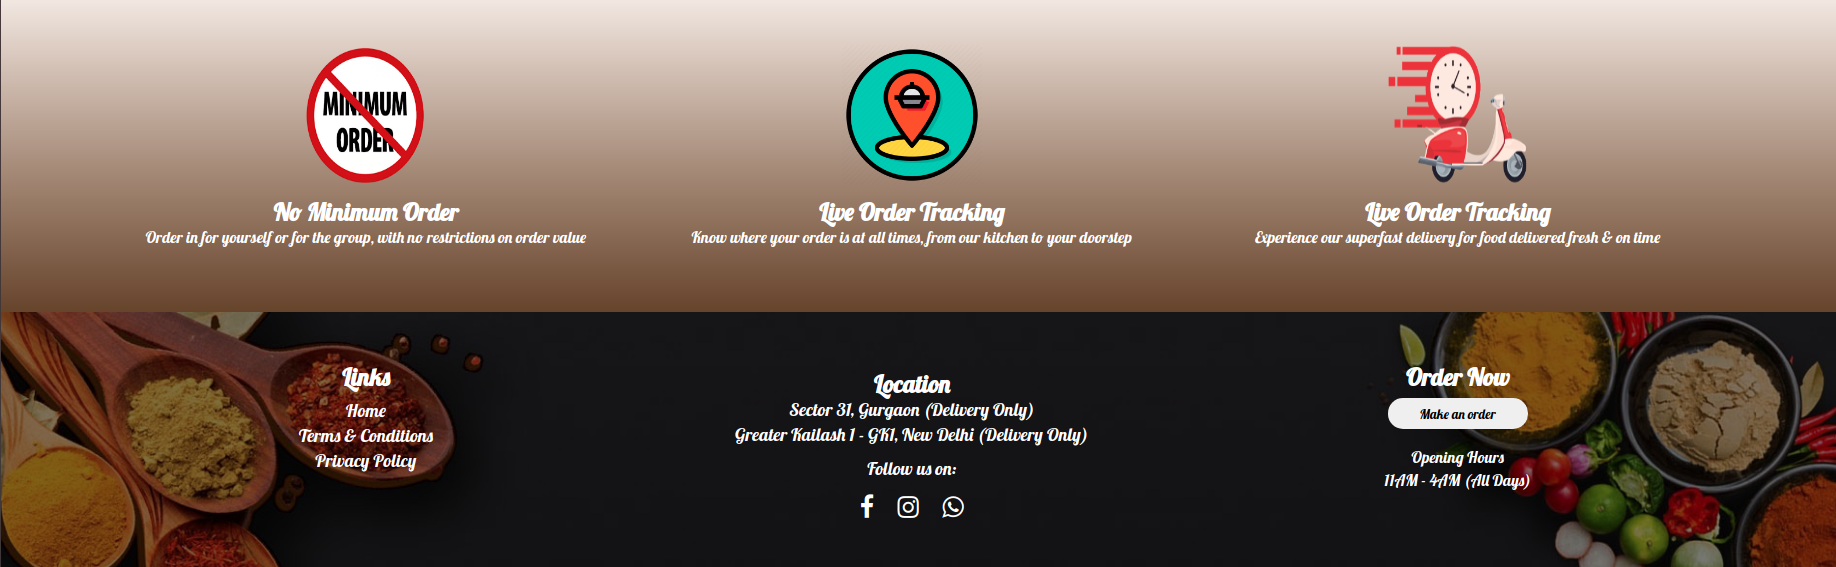 MINIMUM
ORDER
No Minimum Order
Order in for yourself or for the group, with no restrictions on order value
Live Order Tracking
Know where your order is at all times, from our kitchen to your doorstep
Live Order Tracking
Experience our superfast delivery for food delivered fresh & on time
Links
Home
Terms & Conditions
Privacy Policy
Location
Sector 31, Gurgaon (Delivery Only)
Greater Kailash 1 - GK1, New Delhi (Delivery Only)
Follow us on:
Order Now
Make an order
Opening Hours
11AM - 4AM (All Days)